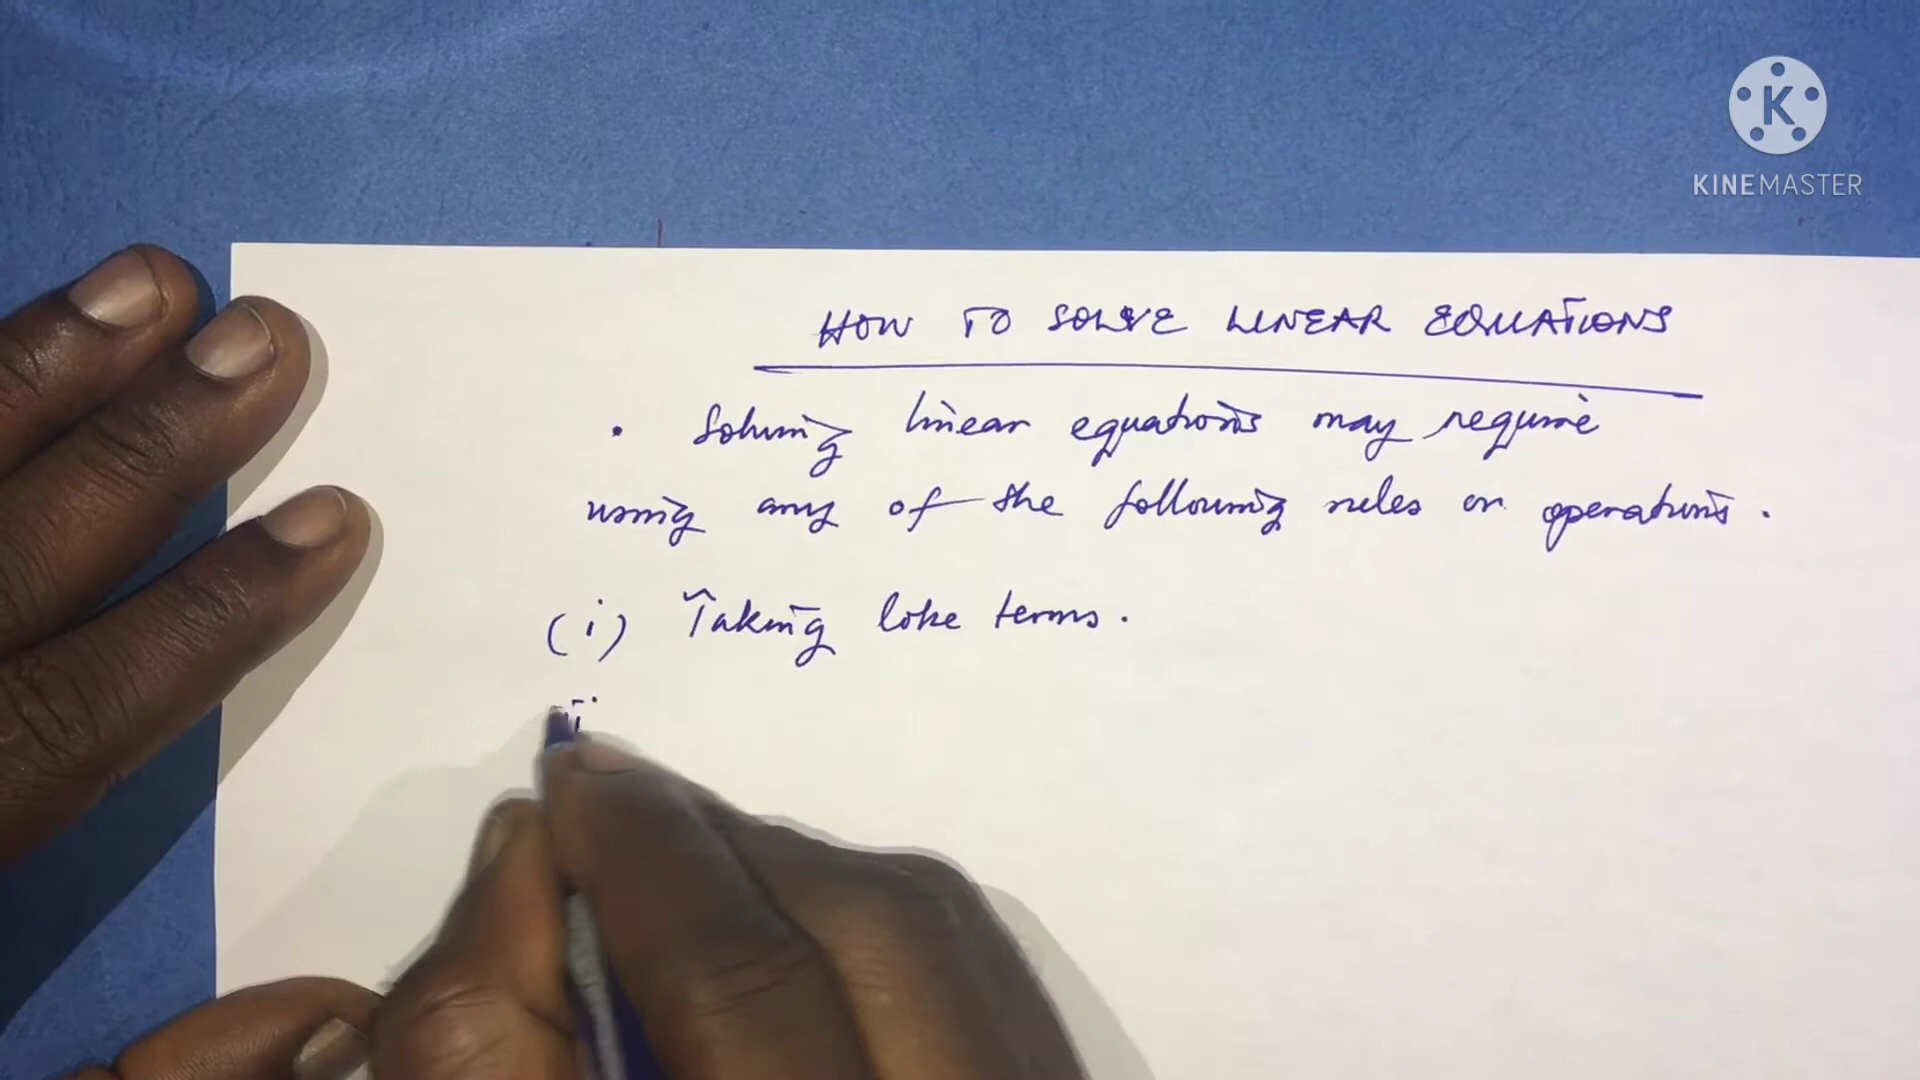 K
KINEMASTER
HOW TO SOLVE LINEAR EQUATIONS
• Solving linear equations may require
using any of the following rules or operations.
(i) Taking like terms.